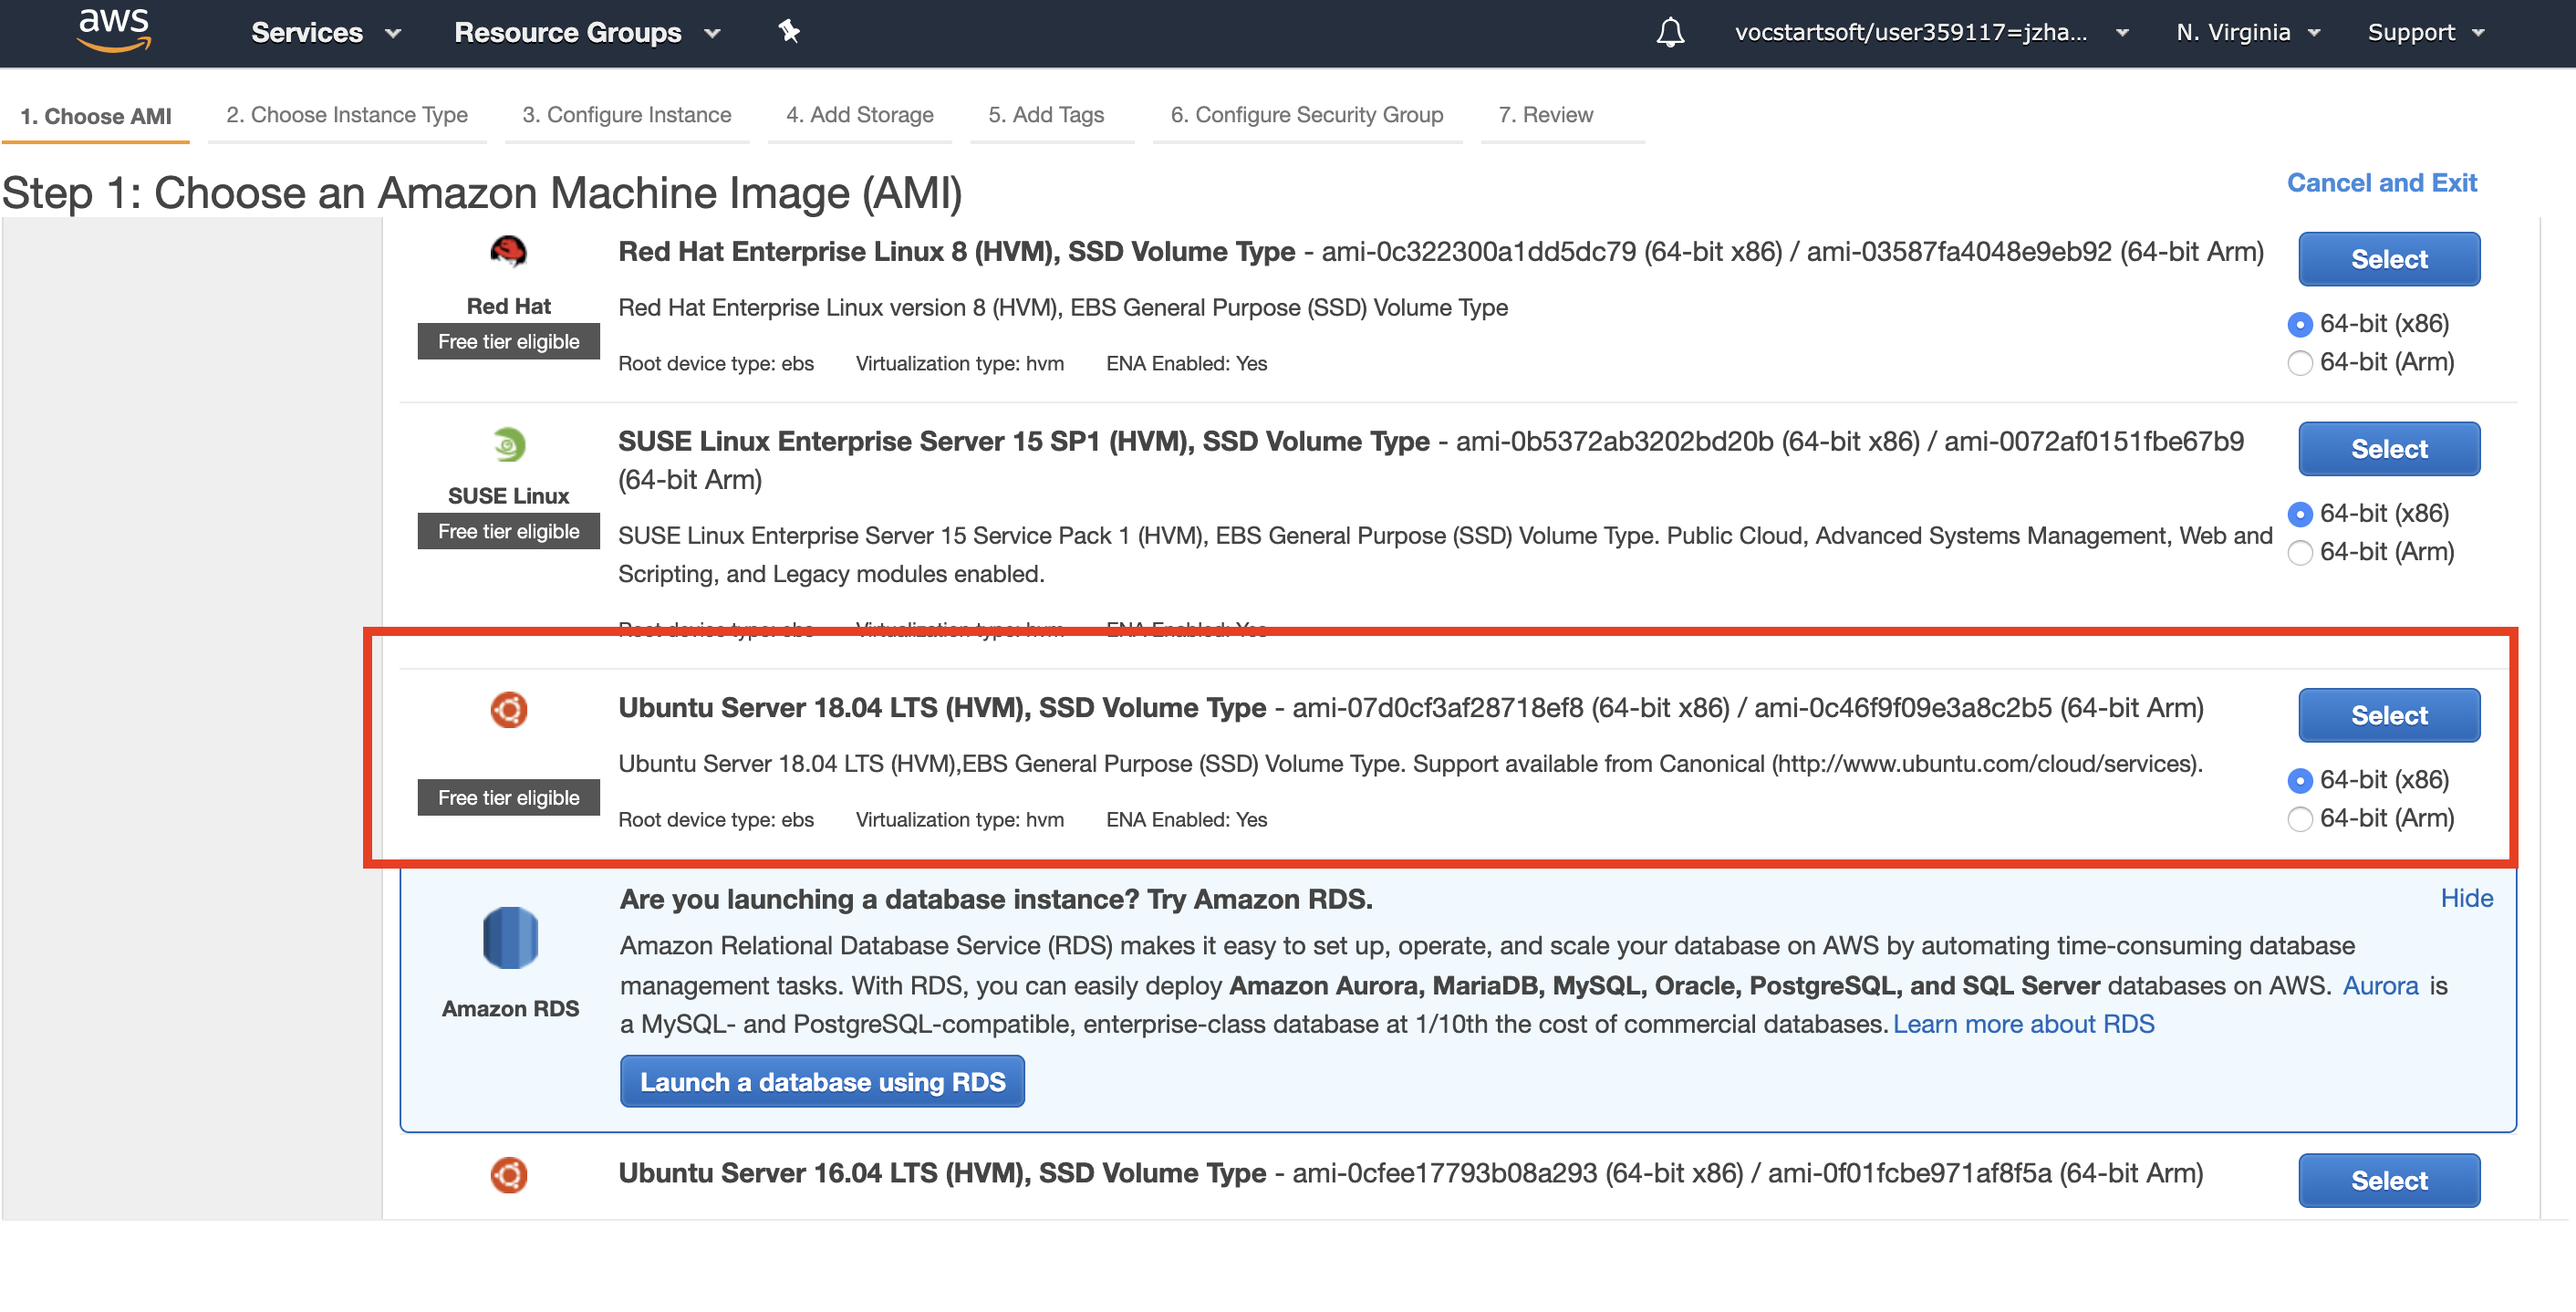 aws Services Resource Groups vocstartsoft/user359117=jzha... N. Virginia Support
1. Choose AMI 2. Choose Instance Type 3. Configure Instance 4. Add Storage 5. Add Tags 6. Configure Security Group 7. Review
Step 1: Choose an Amazon Machine Image (AMI) Cancel and Exit
Red Hat Enterprise Linux 8 (HVM), SSD Volume Type - ami-0c322300a1dd5dc79 (64-bit x86) / ami-03587fa4048e9eb92 (64-bit Arm)
Select
Red Hat
Free tier eligible
Red Hat Enterprise Linux version 8 (HVM), EBS General Purpose (SSD) Volume Type
Root device type: ebs Virtualization type: hvm ENA Enabled: Yes
64-bit (x86)
64-bit (Arm)
SUSE Linux Enterprise Server 15 SP1 (HVM), SSD Volume Type - ami-0b5372ab3202bd20b (64-bit x86) / ami-0072af0151fbe67b9
(64-bit Arm)
Select
SUSE Linux
Free tier eligible
SUSE Linux Enterprise Server 15 Service Pack 1 (HVM), EBS General Purpose (SSD) Volume Type. Public Cloud, Advanced Systems Management, Web and
Scripting, and Legacy modules enabled.
Root device type: ebs Virtualization type: hvm ENA Enabled: Yes
64-bit (x86)
64-bit (Arm)
Ubuntu Server 18.04 LTS (HVM), SSD Volume Type - ami-07d0cf3af28718ef8 (64-bit x86) / ami-0c46f9f09e3a8c2b5 (64-bit Arm)
Select
Free tier eligible
Ubuntu Server 18.04 LTS (HVM),EBS General Purpose (SSD) Volume Type. Support available from Canonical (http://www.ubuntu.com/cloud/services).
Root device type: ebs Virtualization type: hvm ENA Enabled: Yes
64-bit (x86)
64-bit (Arm)
Are you launching a database instance? Try Amazon RDS. Hide
Amazon RDS
Amazon Relational Database Service (RDS) makes it easy to set up, operate, and scale your database on AWS by automating time-consuming database
management tasks. With RDS, you can easily deploy Amazon Aurora, MariaDB, MySQL, Oracle, PostgreSQL, and SQL Server databases on AWS. Aurora is
a MySQL- and PostgreSQL-compatible, enterprise-class database at 1/10th the cost of commercial databases. Learn more about RDS
Launch a database using RDS
Ubuntu Server 16.04 LTS (HVM), SSD Volume Type - ami-0cfee17793b08a293 (64-bit x86) / ami-0f01fcbe971af8f5a (64-bit Arm)
Select